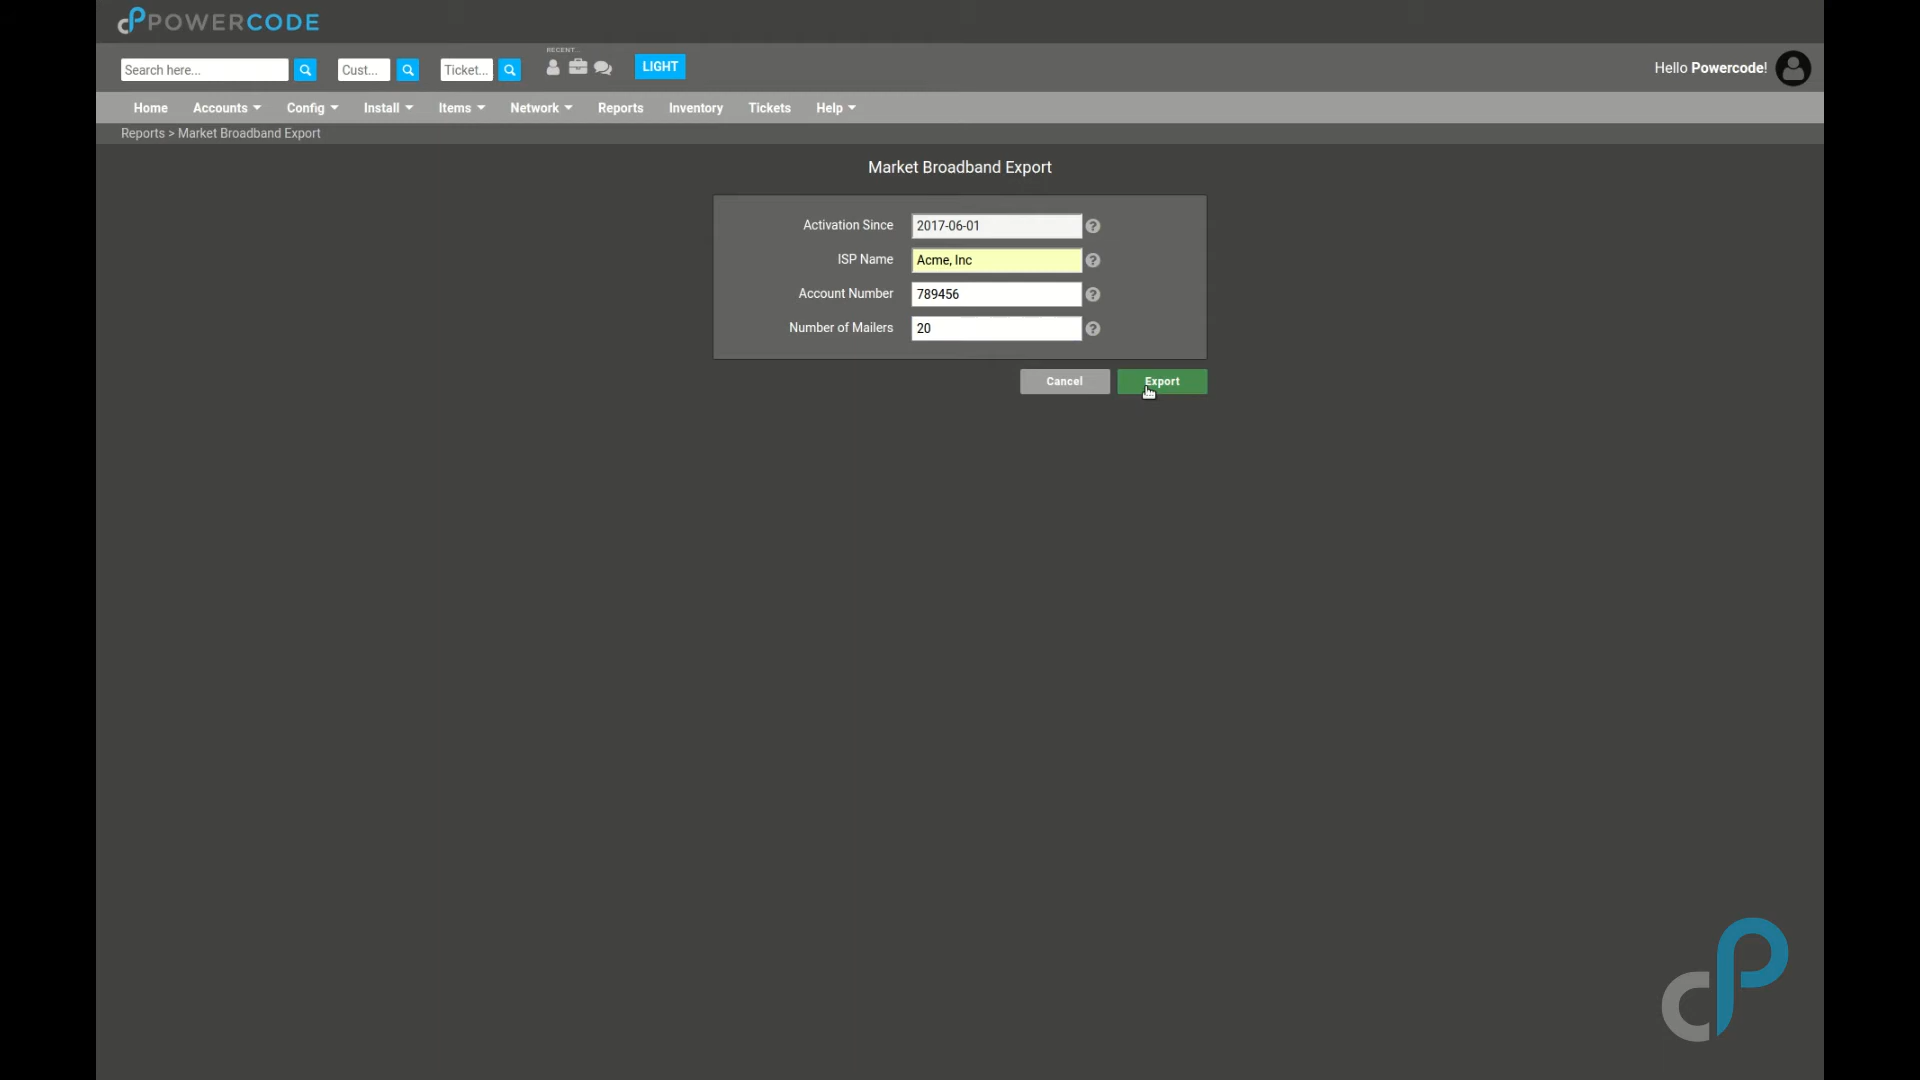 POWERCODE
RECENT...
Search here...
Cust...
Ticket...
LIGHT
Hello Powercode!
Home Accounts Config Install Items Network Reports Inventory Tickets Help
Reports > Market Broadband Export
Market Broadband Export
Activation Since 2017-06-01
ISP Name Acme, Inc
Account Number 789456
Number of Mailers 20
Cancel Export